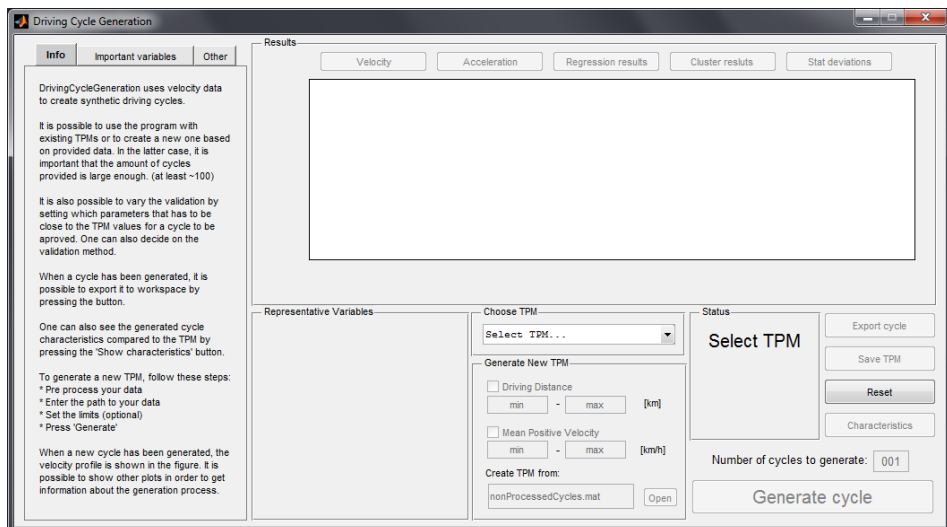 Driving Cycle Generation
Info
Important variables
Other
DrivingCycleGeneration uses velocity data
to create synthetic driving cycles.
It is possible to use the program with
existing TPMs or to create a new one based
on provided data. In the latter case, it is
important that the amount of cycles
provided is large enough. (at least ~100)
It is also possible to vary the validation by
setting which parameters that has to be
close to the TPM values for a cycle to be
aproved. One can also decide on the
validation method.
When a cycle has been generated, it is
possible to export it to workspace by
pressing the button.
One can also see the generated cycle
characteristics compared to the TPM by
pressing the 'Show characteristics' button.
To generate a new TPM, follow these steps:
* Pre process your data
* Enter the path to your data
* Set the limits (optional)
* Press 'Generate'
When a new cycle has been generated, the
velocity profile is shown in the figure. It is
possible to show other plots in order to get
information about the generation process.
Results
Velocity
Acceleration
Regression results
Cluster resluts
Stat deviations
Representative Variables
Choose TPM
Select TPM...
Generate New TPM
Driving Distance
min - max [km]
Mean Positive Velocity
min - max [km/h]
Create TPM from:
nonProcessedCycles.mat
Open
Status
Select TPM
Export cycle
Save TPM
Reset
Characteristics
Number of cycles to generate: 001
Generate cycle